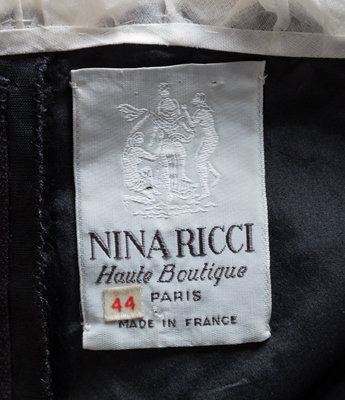 NINA RICCI
Haute Boutique
44 PARIS
MADE IN FRANCE